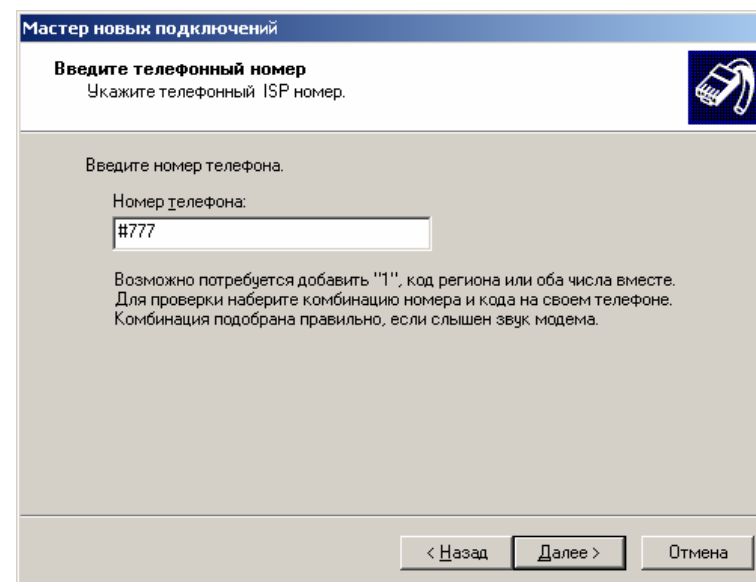 Мастер новых подключений
Введите телефонный номер
Укажите телефонный ISP номер.
Введите номер телефона.
Номер телефона:
#777
Возможно потребуется добавить "1", код региона или оба числа вместе.
Для проверки наберите комбинацию номера и кода на своем телефоне.
Комбинация подобрана правильно, если слышен звук модема.
< Назад Далее > Отмена